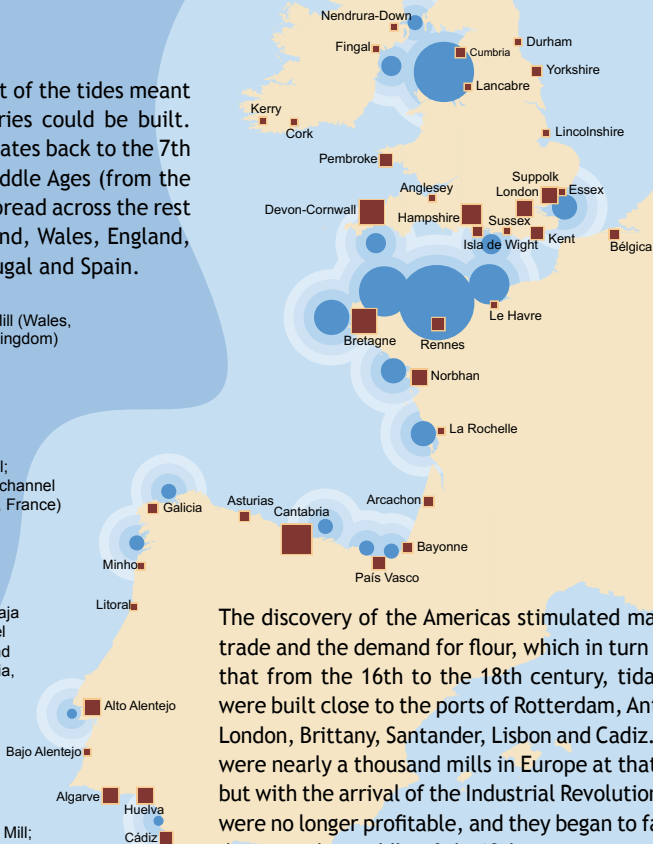 Nendrura-Down
Fingal
Cumbria
Durham
Yorkshire
Lancabre
Kerry
Cork
Lincolnshire
Pembroke
Anglesey
Suppolk
London
Essex
Devon-Cornwall
Hampshire
Sussex
Isla de Wight
Kent
Bélgica
Le Havre
Bretagne
Rennes
Norbhan
La Rochelle
Arcachon
Bayonne
País Vasco
Cantabria
Asturias
Galicia
Minho
Litoral
Alto Alentejo
Bajo Alentejo
Algarve
Huelva
Cádiz
t of the tides meant
ries could be built.
ates back to the 7th
ddle Ages (from the
pread across the rest
nd, Wales, England,
ugal and Spain.
Mill (Wales,
ingdom)
l;
channel
, France)
aja
el
nd
ia,
Mill;
The discovery of the Americas stimulated ma
trade and the demand for flour, which in turn
that from the 16th to the 18th century, tida
were built close to the ports of Rotterdam, Ant
London, Brittany, Santander, Lisbon and Cadiz.
were nearly a thousand mills in Europe at that
but with the arrival of the Industrial Revolution
were no longer profitable, and they began to fa